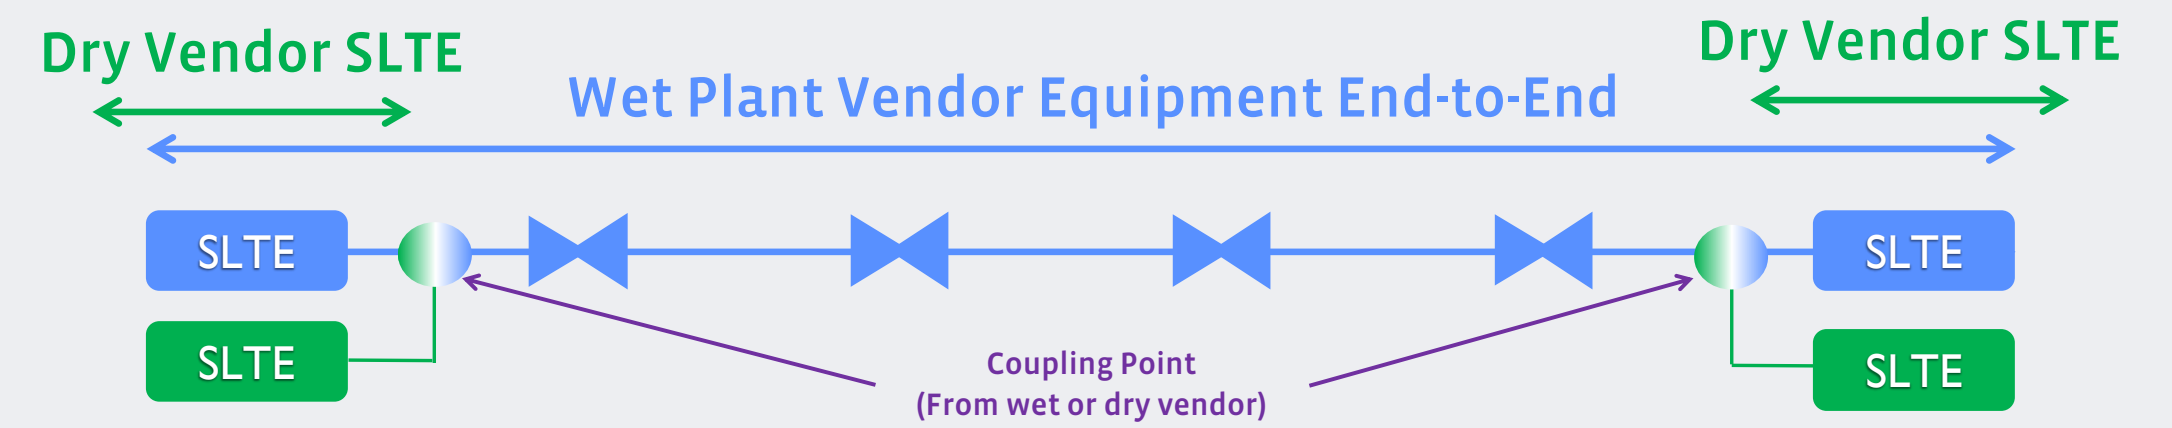 Dry Vendor SLTE
Dry Vendor SLTE
Wet Plant Vendor Equipment End-to-End
SLTE
SLTE
SLTE
SLTE
Coupling Point
(From wet or dry vendor)